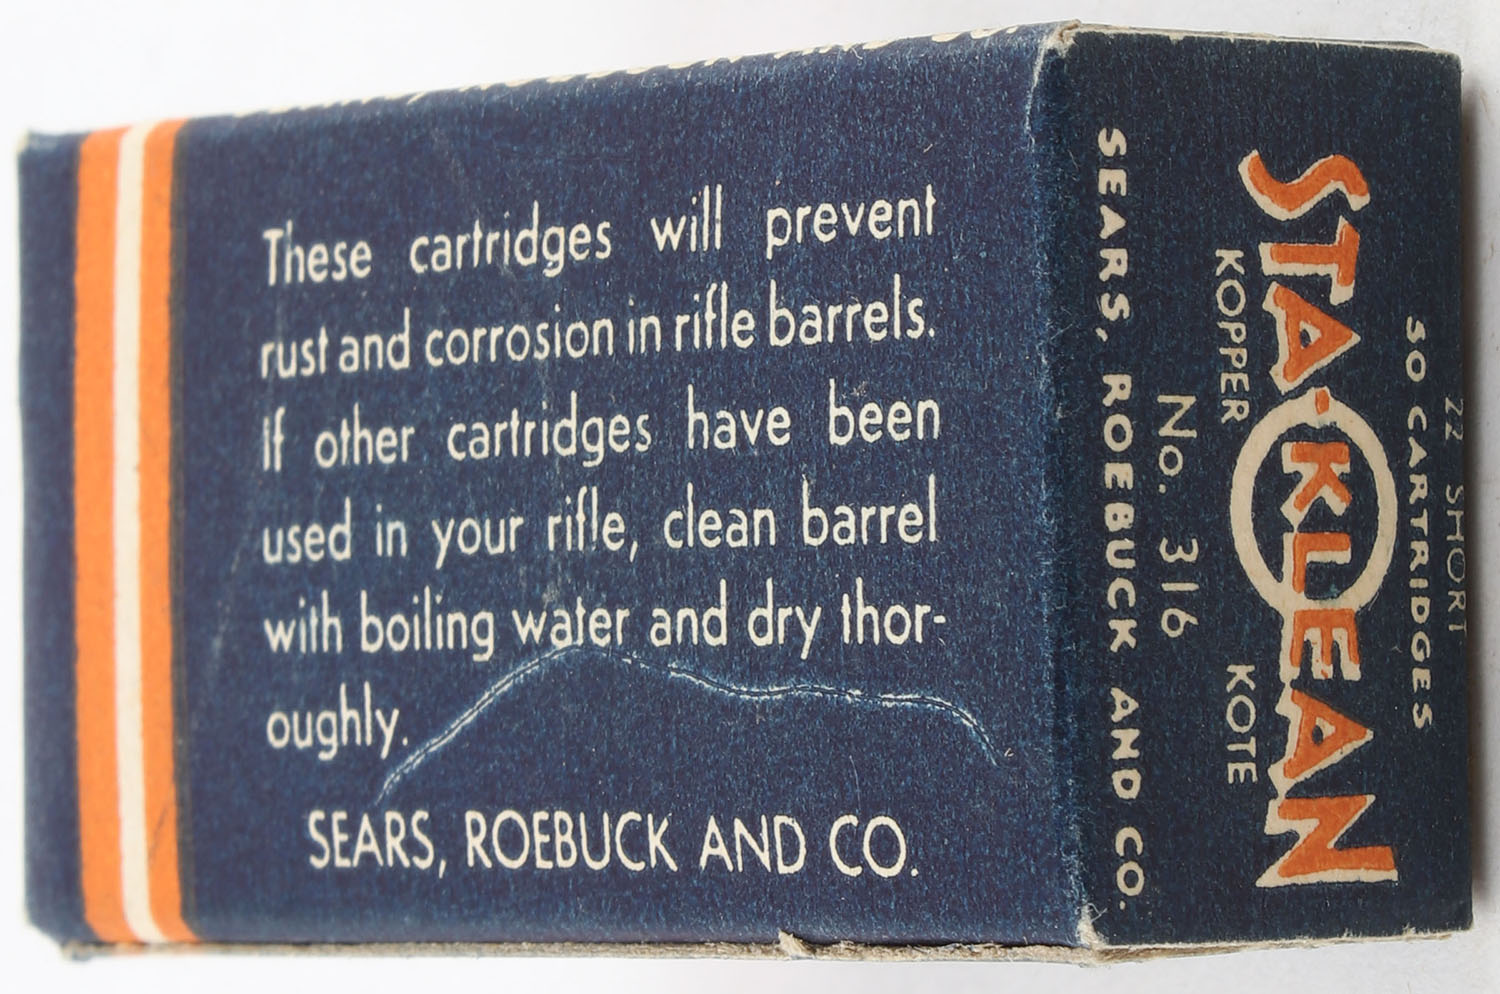 These cartridges will prevent
rust and corrosion in rifle barrels.
If other cartridges have been
used in your rifle, clean barrel
with boiling water and dry thor-
oughly.
SEARS, ROEBUCK AND CO.
22 SHORT
50 CARTRIDGES
STA-KLEAN
KOPPER KOTE
No. 316
SEARS, ROEBUCK AND CO.